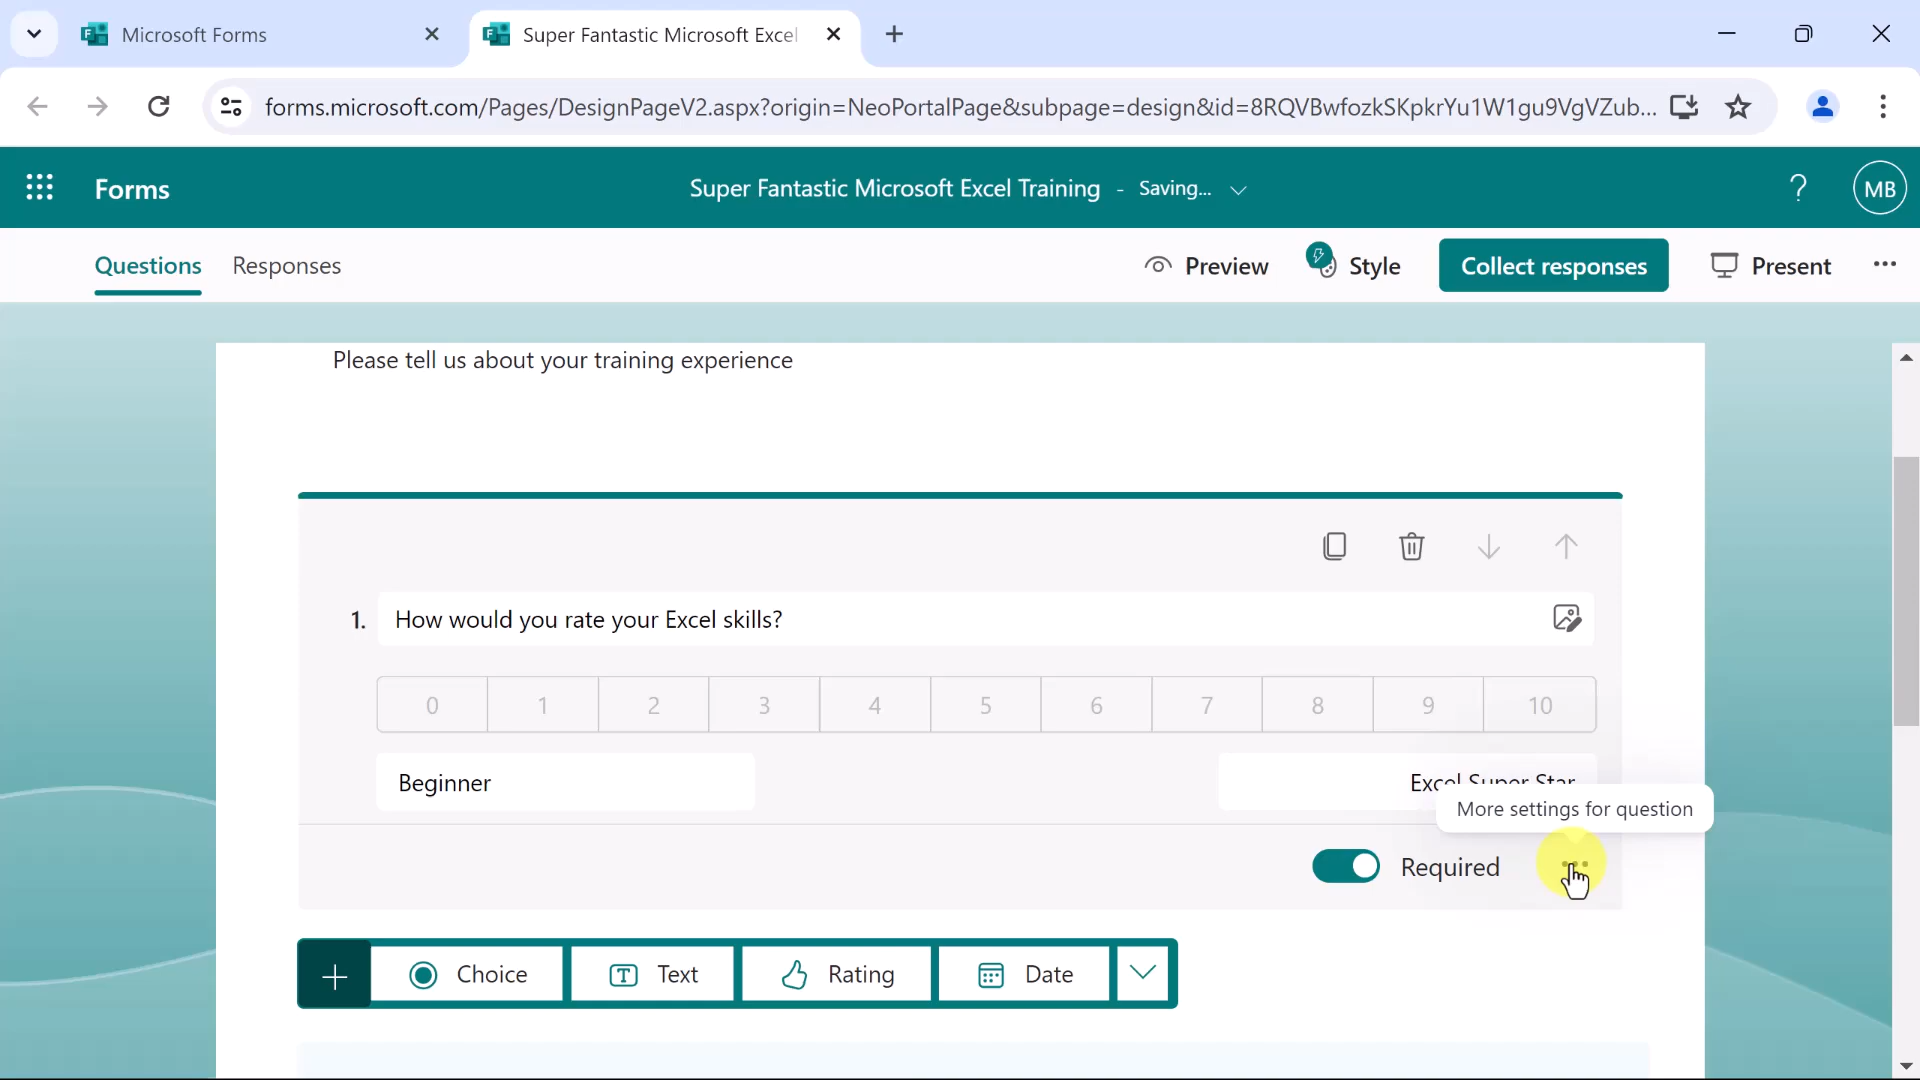 Microsoft Forms
Super Fantastic Microsoft Excel
forms.microsoft.com/Pages/DesignPageV2.aspx?origin=NeoPortalPage&subpage=design&id=8RQVBwfozkSKpkrYu1W1gu9VgVZub...
Forms
Super Fantastic Microsoft Excel Training - Saving...
?
MB
Questions
Responses
Preview
Style
Collect responses
Present
Please tell us about your training experience
1. How would you rate your Excel skills?
0 1 2 3 4 5 6 7 8 9 10
Beginner
Excel Super Star
More settings for question
Required
Choice
Text
Rating
Date